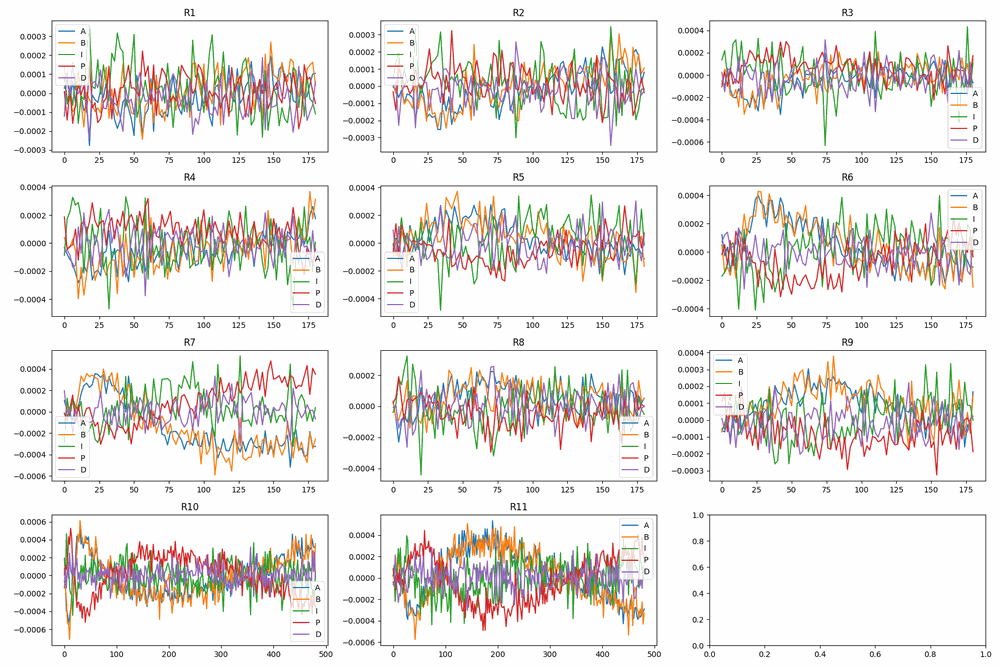 R1
0.0003
0.0002
0.0001
0.0000
−0.0001
−0.0002
−0.0003
0 25 50 75 100 125 150 175
A
B
I
P
D
R2
0.0003
0.0002
0.0001
0.0000
−0.0001
−0.0002
−0.0003
0 25 50 75 100 125 150 175
A
B
I
P
D
R3
0.0004
0.0002
0.0000
−0.0002
−0.0004
−0.0006
0 25 50 75 100 125 150 175
A
B
I
P
D
R4
0.0004
0.0002
0.0000
−0.0002
−0.0004
0 25 50 75 100 125 150 175
A
B
I
P
D
R5
0.0004
0.0002
0.0000
−0.0002
−0.0004
0 25 50 75 100 125 150 175
A
B
I
P
D
R6
0.0004
0.0002
0.0000
−0.0002
−0.0004
0 25 50 75 100 125 150 175
A
B
I
P
D
R7
0.0004
0.0002
0.0000
−0.0002
−0.0004
−0.0006
0 25 50 75 100 125 150 175
A
B
I
P
D
R8
0.0002
0.0000
−0.0002
−0.0004
0 25 50 75 100 125 150 175
A
B
I
P
D
R9
0.0004
0.0003
0.0002
0.0001
0.0000
−0.0001
−0.0002
−0.0003
0 25 50 75 100 125 150 175
A
B
I
P
D
R10
0.0006
0.0004
0.0002
0.0000
−0.0002
−0.0004
−0.0006
0 100 200 300 400 500
A
B
I
P
D
R11
0.0004
0.0002
0.0000
−0.0002
−0.0004
−0.0006
0 100 200 300 400 500
A
B
I
P
D
1.0
0.8
0.6
0.4
0.2
0.0
0.0 0.2 0.4 0.6 0.8 1.0